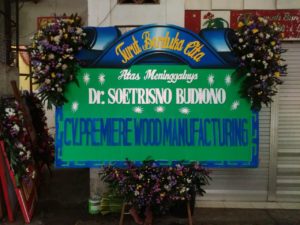 Turut Berduka Cita
Atas Meninggalnya
Dr. SOETRISNO BUDIONO
CV. PREMIERE WOOD MANUFACTURING